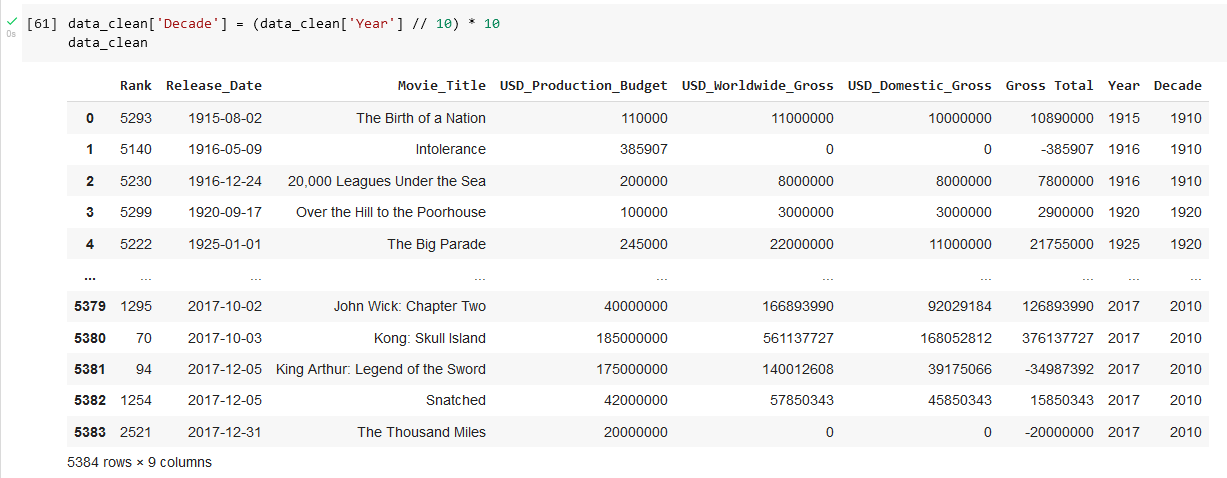 [61] data_clean['Decade'] = (data_clean['Year'] // 10) * 10
0s data_clean
Rank Release_Date Movie_Title USD_Production_Budget USD_Worldwide_Gross USD_Domestic_Gross Gross Total Year Decade
0 5293 1915-08-02 The Birth of a Nation 110000 11000000 10000000 10890000 1915 1910
1 5140 1916-05-09 Intolerance 385907 0 0 -385907 1916 1910
2 5230 1916-12-24 20,000 Leagues Under the Sea 200000 8000000 8000000 7800000 1916 1910
3 5299 1920-09-17 Over the Hill to the Poorhouse 100000 3000000 3000000 2900000 1920 1920
4 5222 1925-01-01 The Big Parade 245000 22000000 11000000 21755000 1925 1920
... ... ... ... ... ... ... ... ... ...
5379 1295 2017-10-02 John Wick: Chapter Two 40000000 166893990 92029184 126893990 2017 2010
5380 70 2017-10-03 Kong: Skull Island 185000000 561137727 168052812 376137727 2017 2010
5381 94 2017-12-05 King Arthur: Legend of the Sword 175000000 140012608 39175066 -34987392 2017 2010
5382 1254 2017-12-05 Snatched 42000000 57850343 45850343 15850343 2017 2010
5383 2521 2017-12-31 The Thousand Miles 20000000 0 0 -20000000 2017 2010
5384 rows × 9 columns